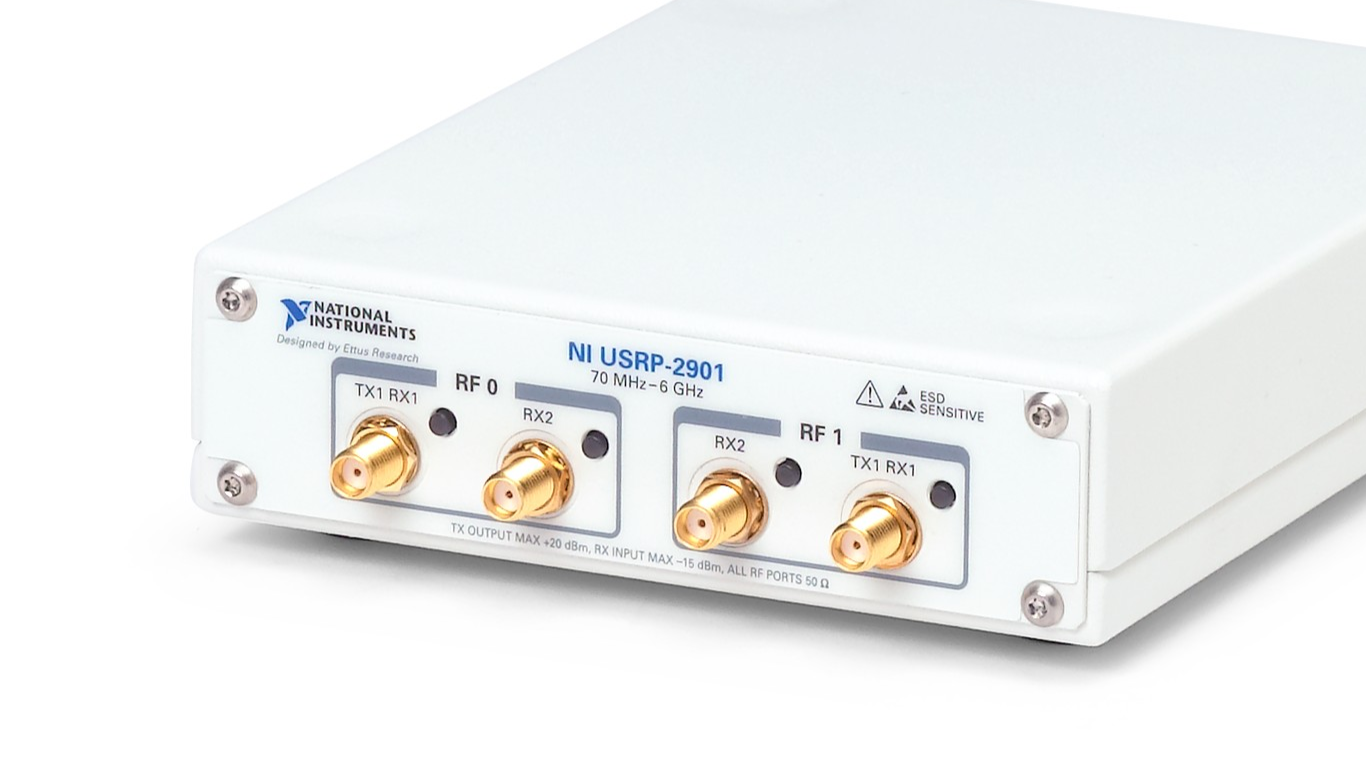 NATIONAL
INSTRUMENTS
Designed by Ettus Research
NI USRP-2901
70 MHz–6 GHz
ESD
SENSITIVE
RF 0
TX1 RX1
RX2
RF 1
RX2
TX1 RX1
TX OUTPUT MAX +20 dBm, RX INPUT MAX –15 dBm, ALL RF PORTS 50 Ω